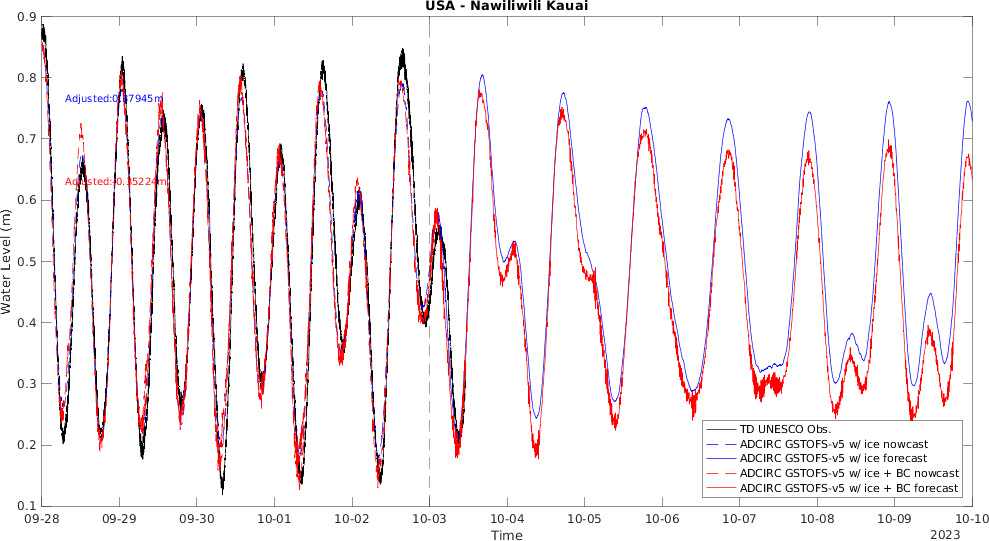 USA - Nawiliwili Kauai
0.9
0.8
0.7
0.6
0.5
0.4
0.3
0.2
0.1
Water Level (m)
Adjusted:-0.35224m
TD UNESCO Obs.
ADCIRC GSTOFS-v5 w/ ice nowcast
ADCIRC GSTOFS-v5 w/ ice forecast
ADCIRC GSTOFS-v5 w/ ice + BC nowcast
ADCIRC GSTOFS-v5 w/ ice + BC forecast
09-28 09-29 09-30 10-01 10-02 10-03 10-04 10-05 10-06 10-07 10-08 10-09 10-10
Time
2023